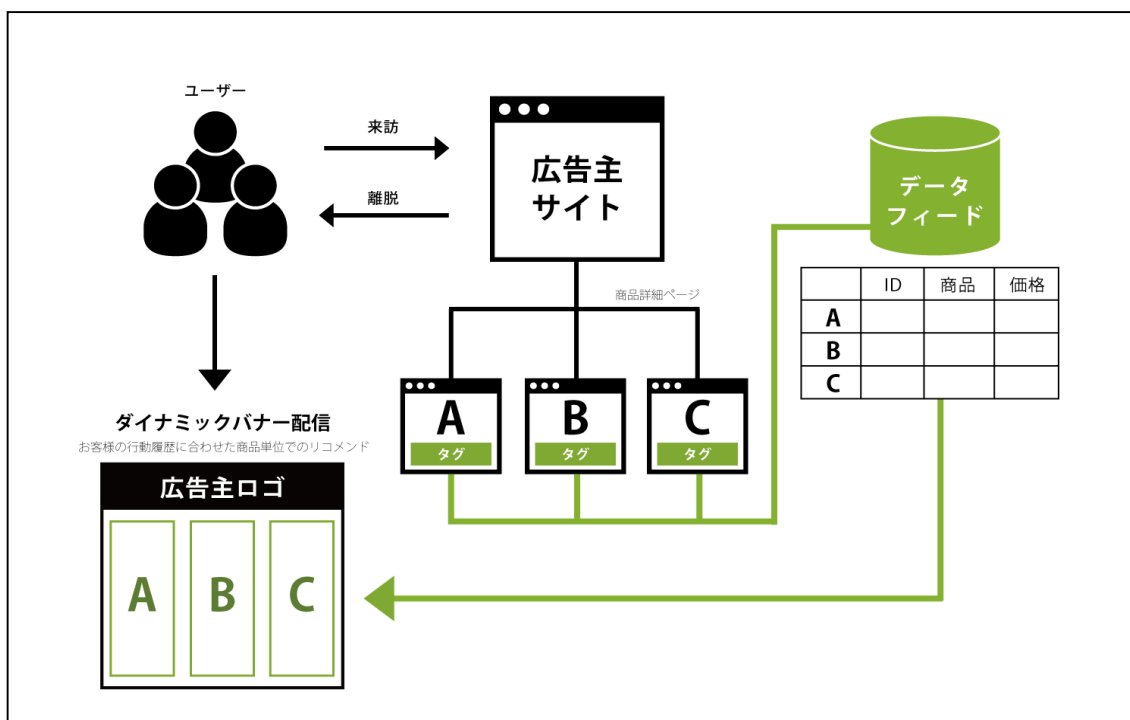 ユーザー
来訪
離脱
広告主
サイト
データ
フィード
商品詳細ページ
ID 商品 価格
A
B
C
A
タグ
B
タグ
C
タグ
ダイナミックバナー配信
お客様の行動履歴に合わせた商品単位でのリコメンド
広告主ロゴ
A B C